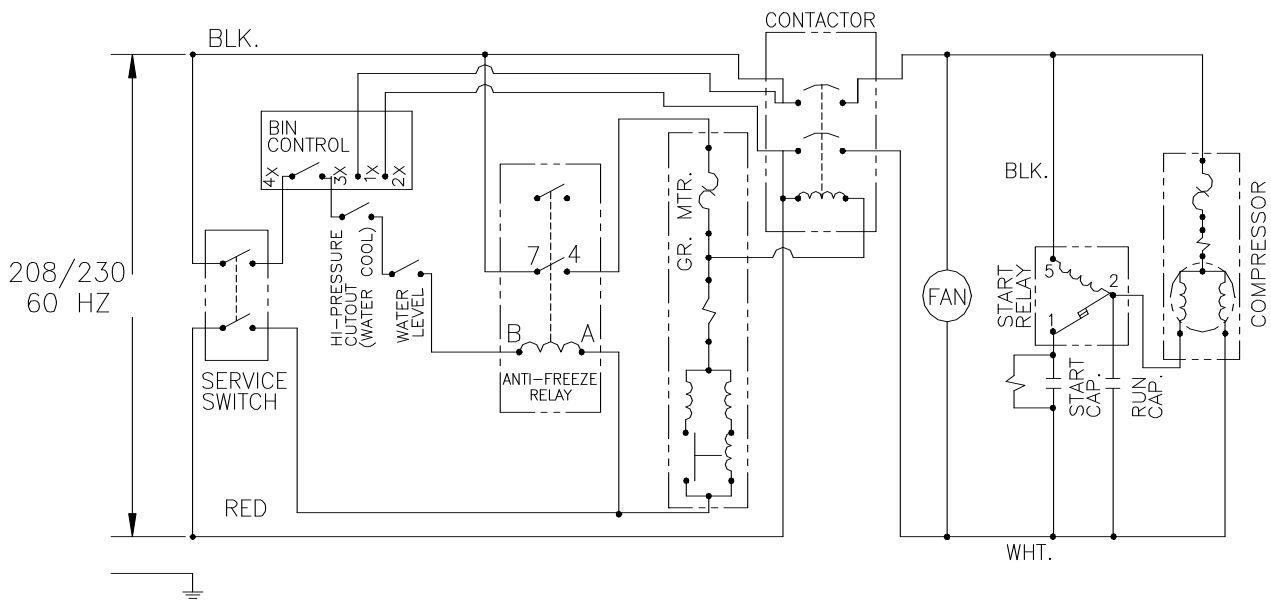 CONTACTOR
BLK.
BIN
CONTROL
4X
3X
1X
2X
208/230
60 HZ
SERVICE
SWITCH
HI-PRESSURE
CUTOUT
(WATER COOL)
WATER
LEVEL
7
4
B
A
ANTI-FREEZE
RELAY
GR. MTR.
RED
FAN
BLK.
START
RELAY
5
2
1
START
CAP.
RUN
CAP.
COMPRESSOR
WHT.